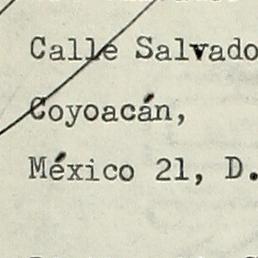 Calle Salvado
Coyoacán,
México 21, D.